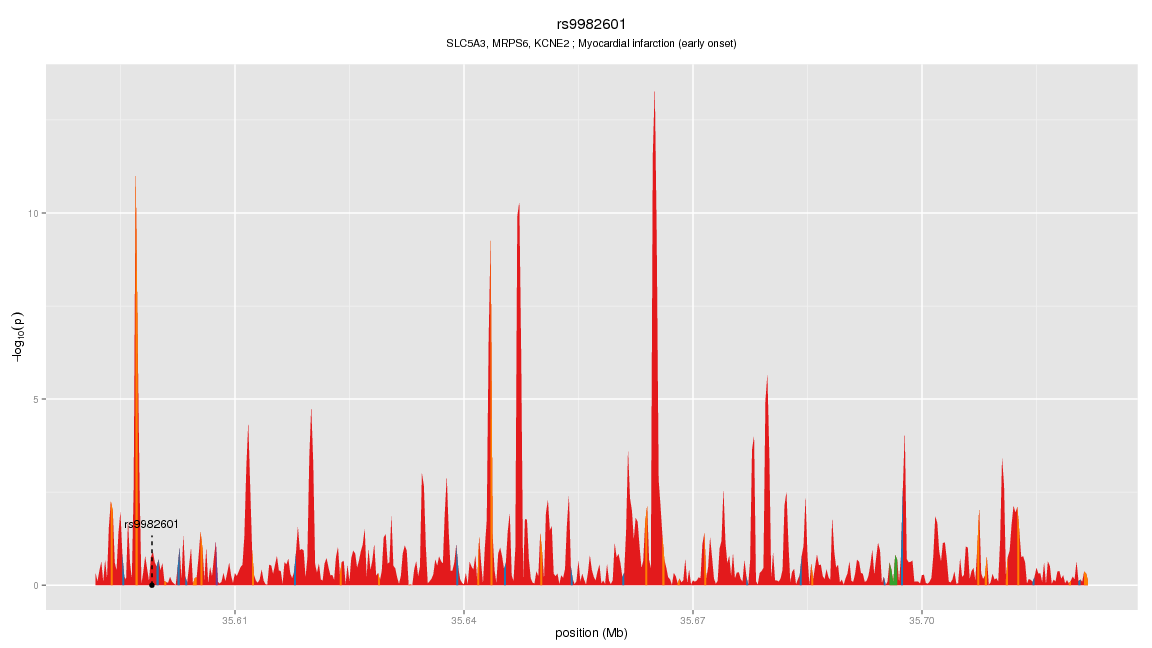 rs9982601
SLC5A3, MRPS6, KCNE2 ; Myocardial infarction (early onset)
−log10(p)
10
5
0
rs9982601
35.61
35.64
35.67
35.70
position (Mb)